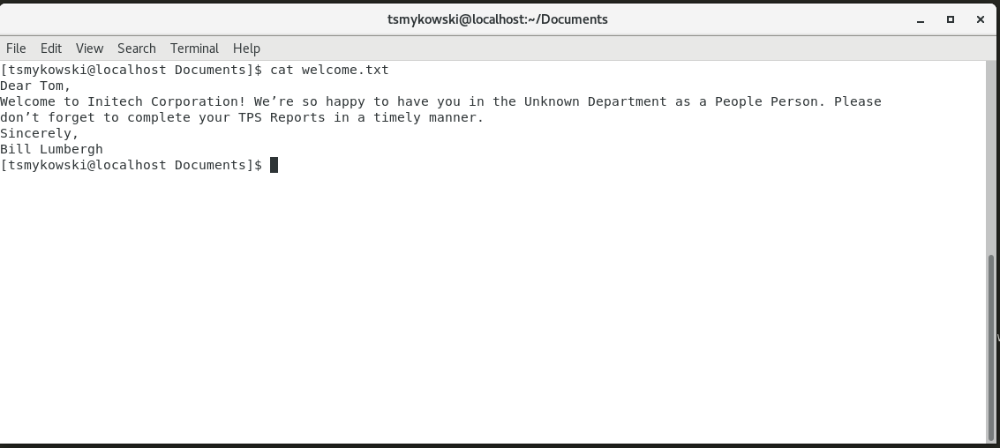 tsmykowski@localhost:~/Documents
File Edit View Search Terminal Help
[tsmykowski@localhost Documents]$ cat welcome.txt
Dear Tom,
Welcome to Initech Corporation! We’re so happy to have you in the Unknown Department as a People Person. Please
don’t forget to complete your TPS Reports in a timely manner.
Sincerely,
Bill Lumbergh
[tsmykowski@localhost Documents]$